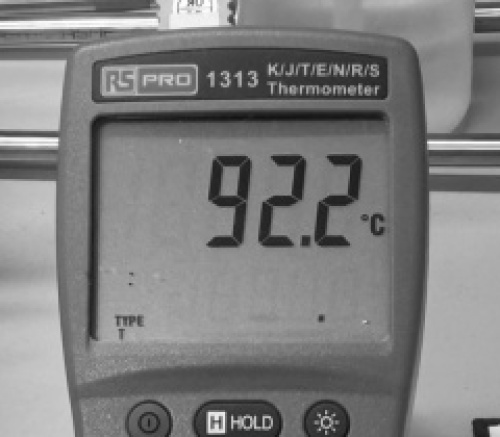 RS PRO 1313 K/J/T/E/N/R/S
Thermometer
92.2 °C
TYPE
T
H HOLD